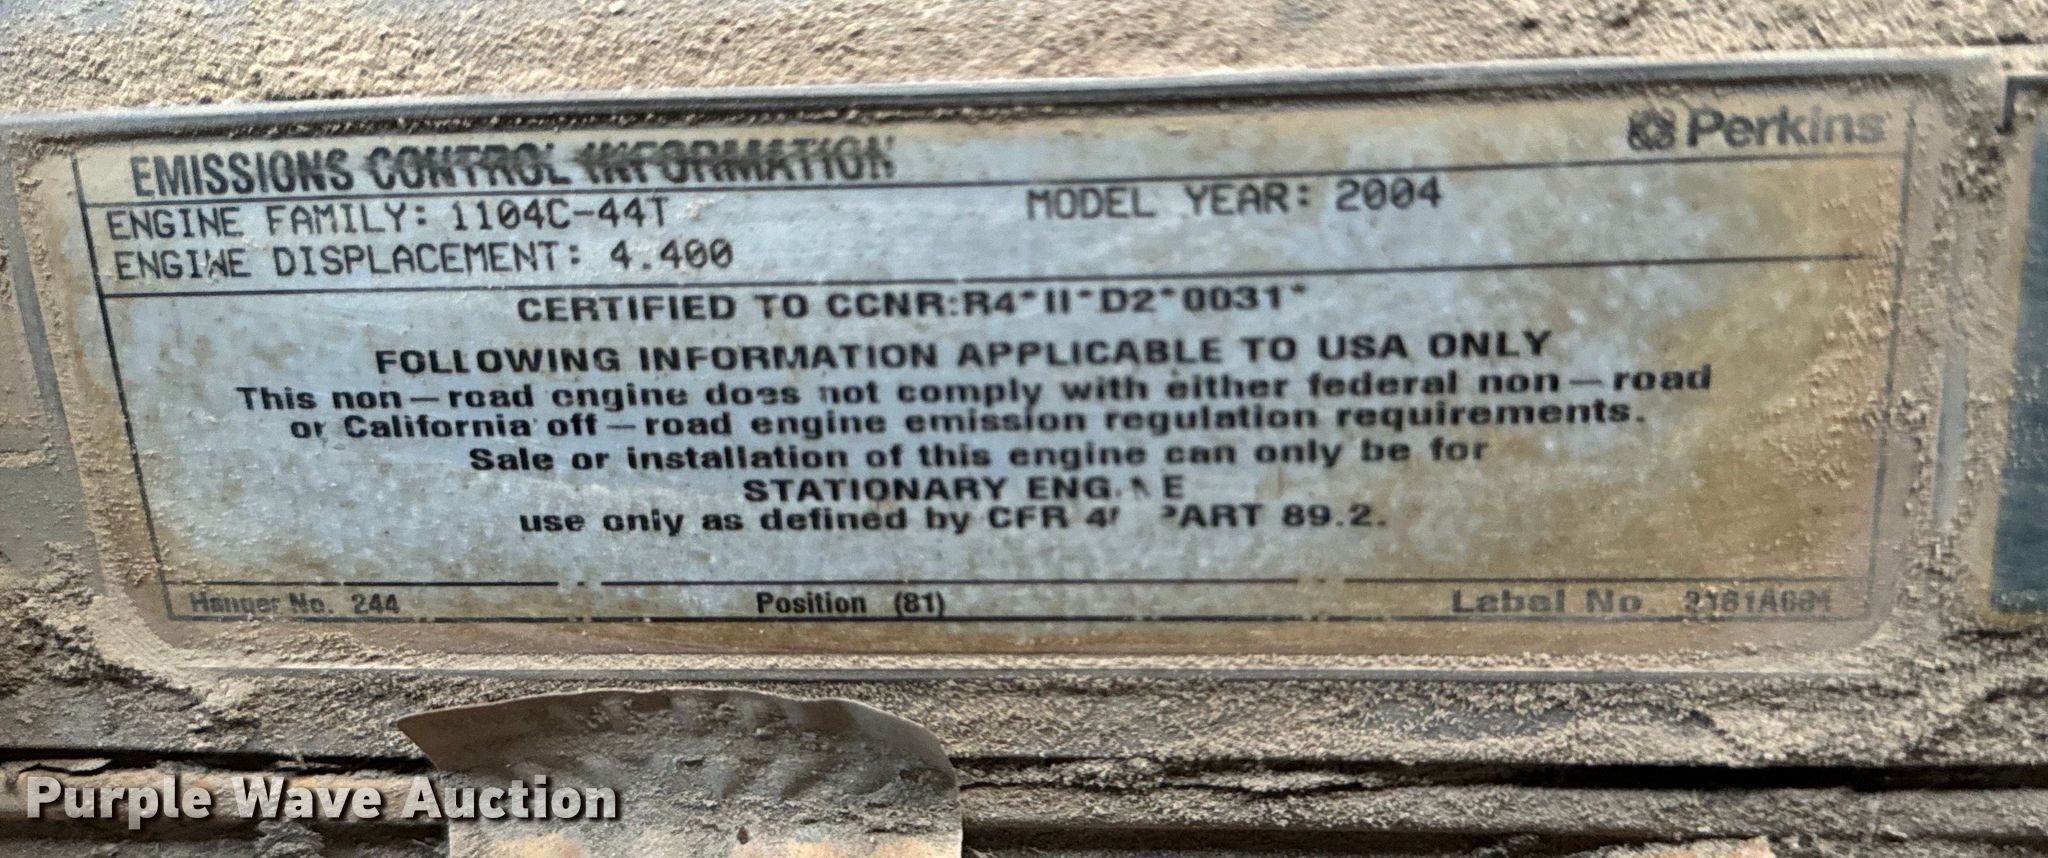 Perkins
EMISSIONS CONTROL INFORMATION
ENGINE FAMILY: 1104C-44T MODEL YEAR: 2004
ENGINE DISPLACEMENT: 4.400
CERTIFIED TO CCNR:R4*II*D2*0031*
FOLLOWING INFORMATION APPLICABLE TO USA ONLY
This non-road engine does not comply with either federal non-road
or California off-road engine emission regulation requirements.
Sale or installation of this engine can only be for
STATIONARY ENGINE
use only as defined by CFR PART 89.2.
Hanger No. 244 Position (81) Label No.
Purple Wave Auction